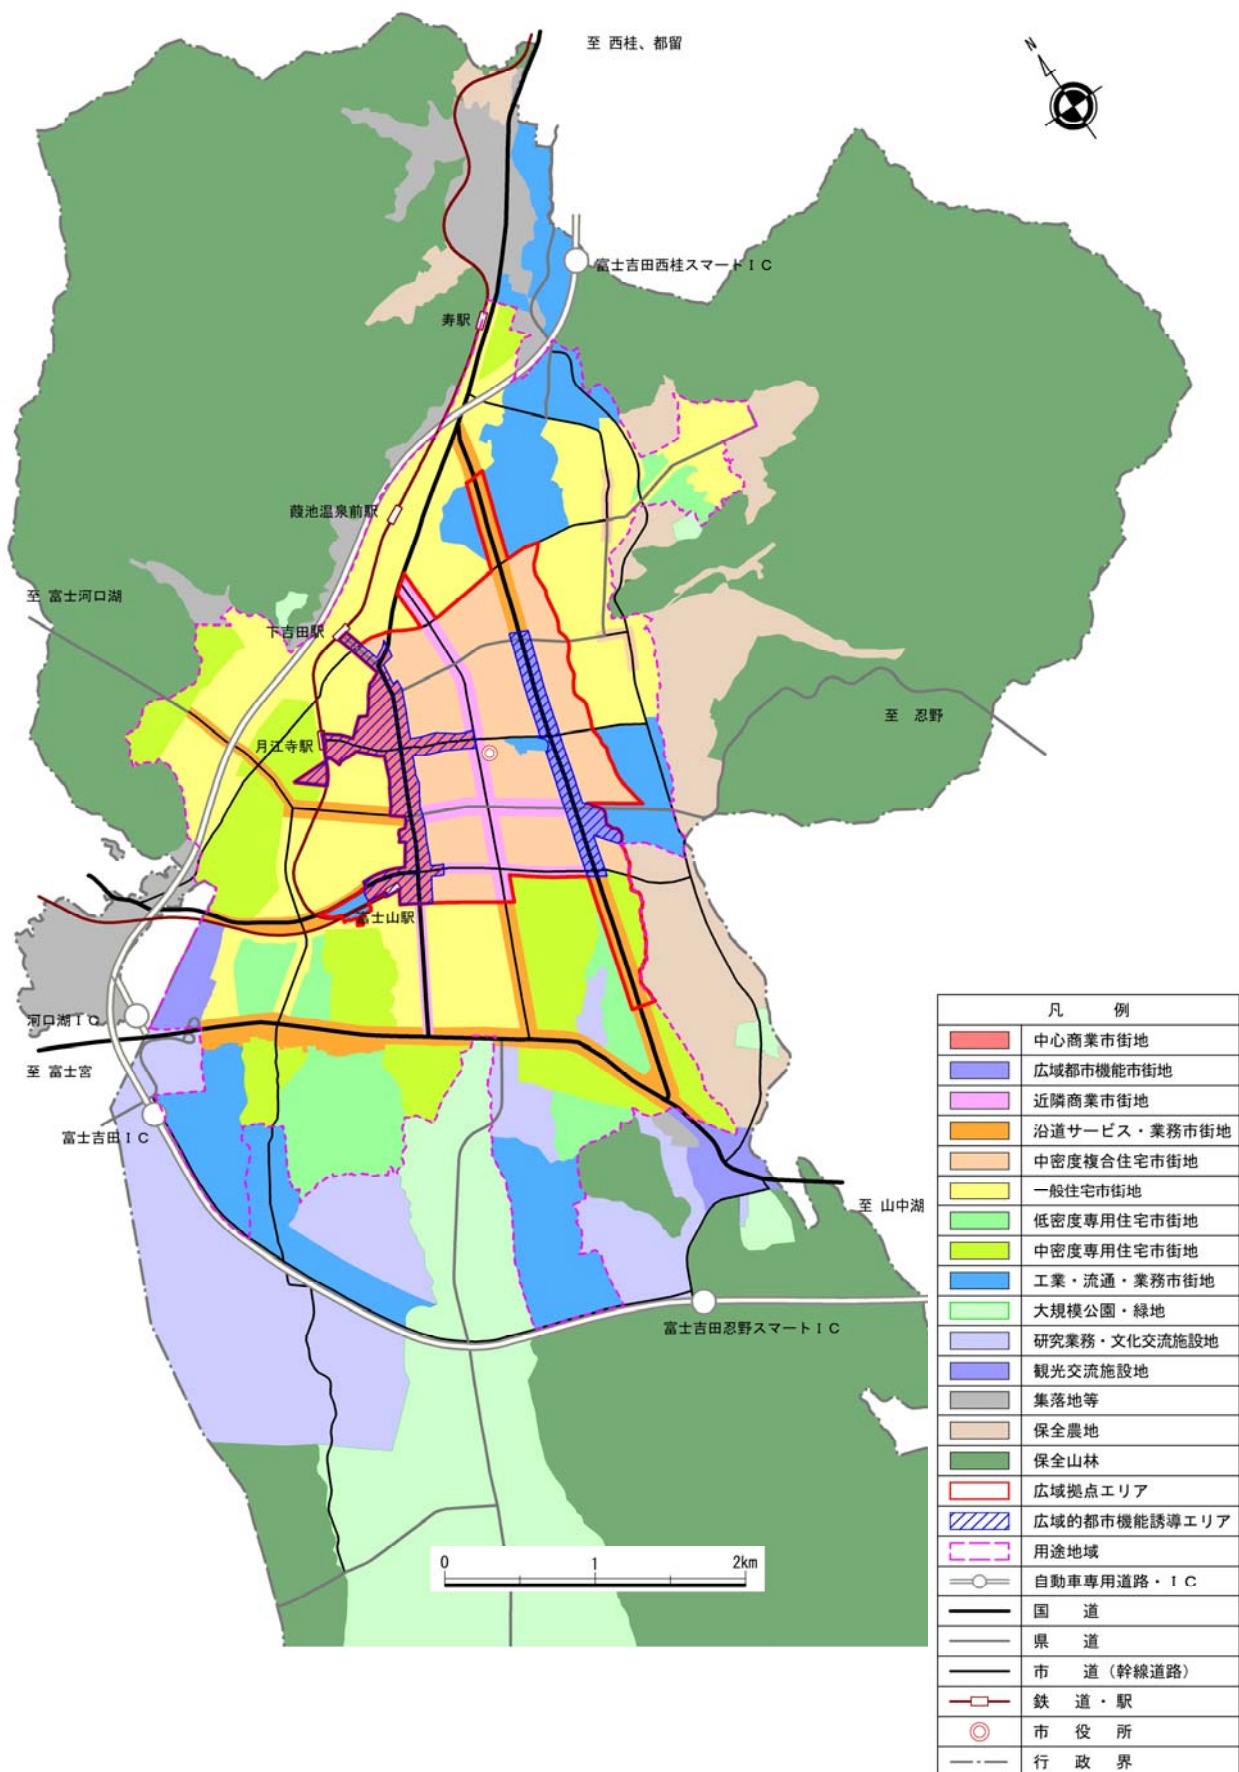 至 西桂、都留
N
富士吉田西桂スマートＩＣ
寿駅
葭池温泉前駅
至 富士河口湖
下吉田駅
至 忍野
月江寺駅
富士山駅
河口湖ＩＣ
至 富士宮
富士吉田ＩＣ
至 山中湖
富士吉田忍野スマートＩＣ
0 1 2km
凡 例
中心商業市街地
広域都市機能市街地
近隣商業市街地
沿道サービス・業務市街地
中密度複合住宅市街地
一般住宅市街地
低密度専用住宅市街地
中密度専用住宅市街地
工業・流通・業務市街地
大規模公園・緑地
研究業務・文化交流施設地
観光交流施設地
集落地等
保全農地
保全山林
広域拠点エリア
広域的都市機能誘導エリア
用途地域
自動車専用道路・ＩＣ
国 道
県 道
市 道（幹線道路）
鉄 道・駅
市 役 所
行 政 界